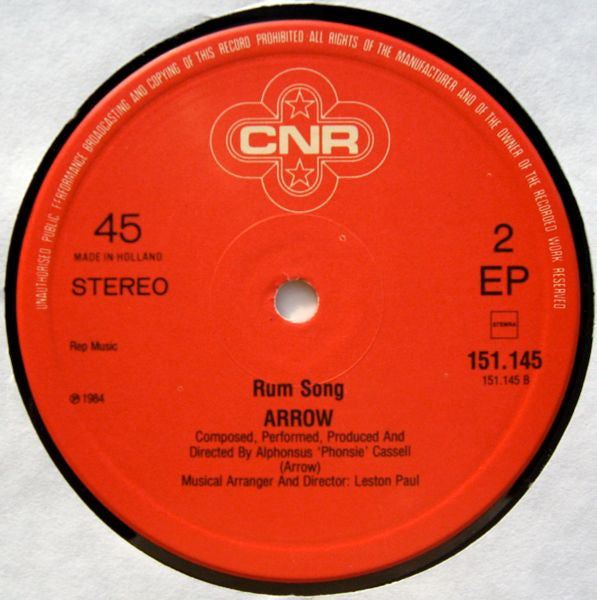 UNAUTHORISED PUBLIC PERFORMANCE BROADCASTING AND COPYING OF THIS RECORD PROHIBITED·ALL RIGHTS OF THE MANUFACTURER AND OF THE OWNER OF THE RECORDED WORK RESERVED
CNR
45
MADE IN HOLLAND
STEREO
2
EP
STEMRA
Rep Music
151.145
151.145 B
℗ 1984
Rum Song
ARROW
Composed, Performed, Produced And
Directed By Alphonsus 'Phonsie' Cassell
(Arrow)
Musical Arranger And Director: Leston Paul